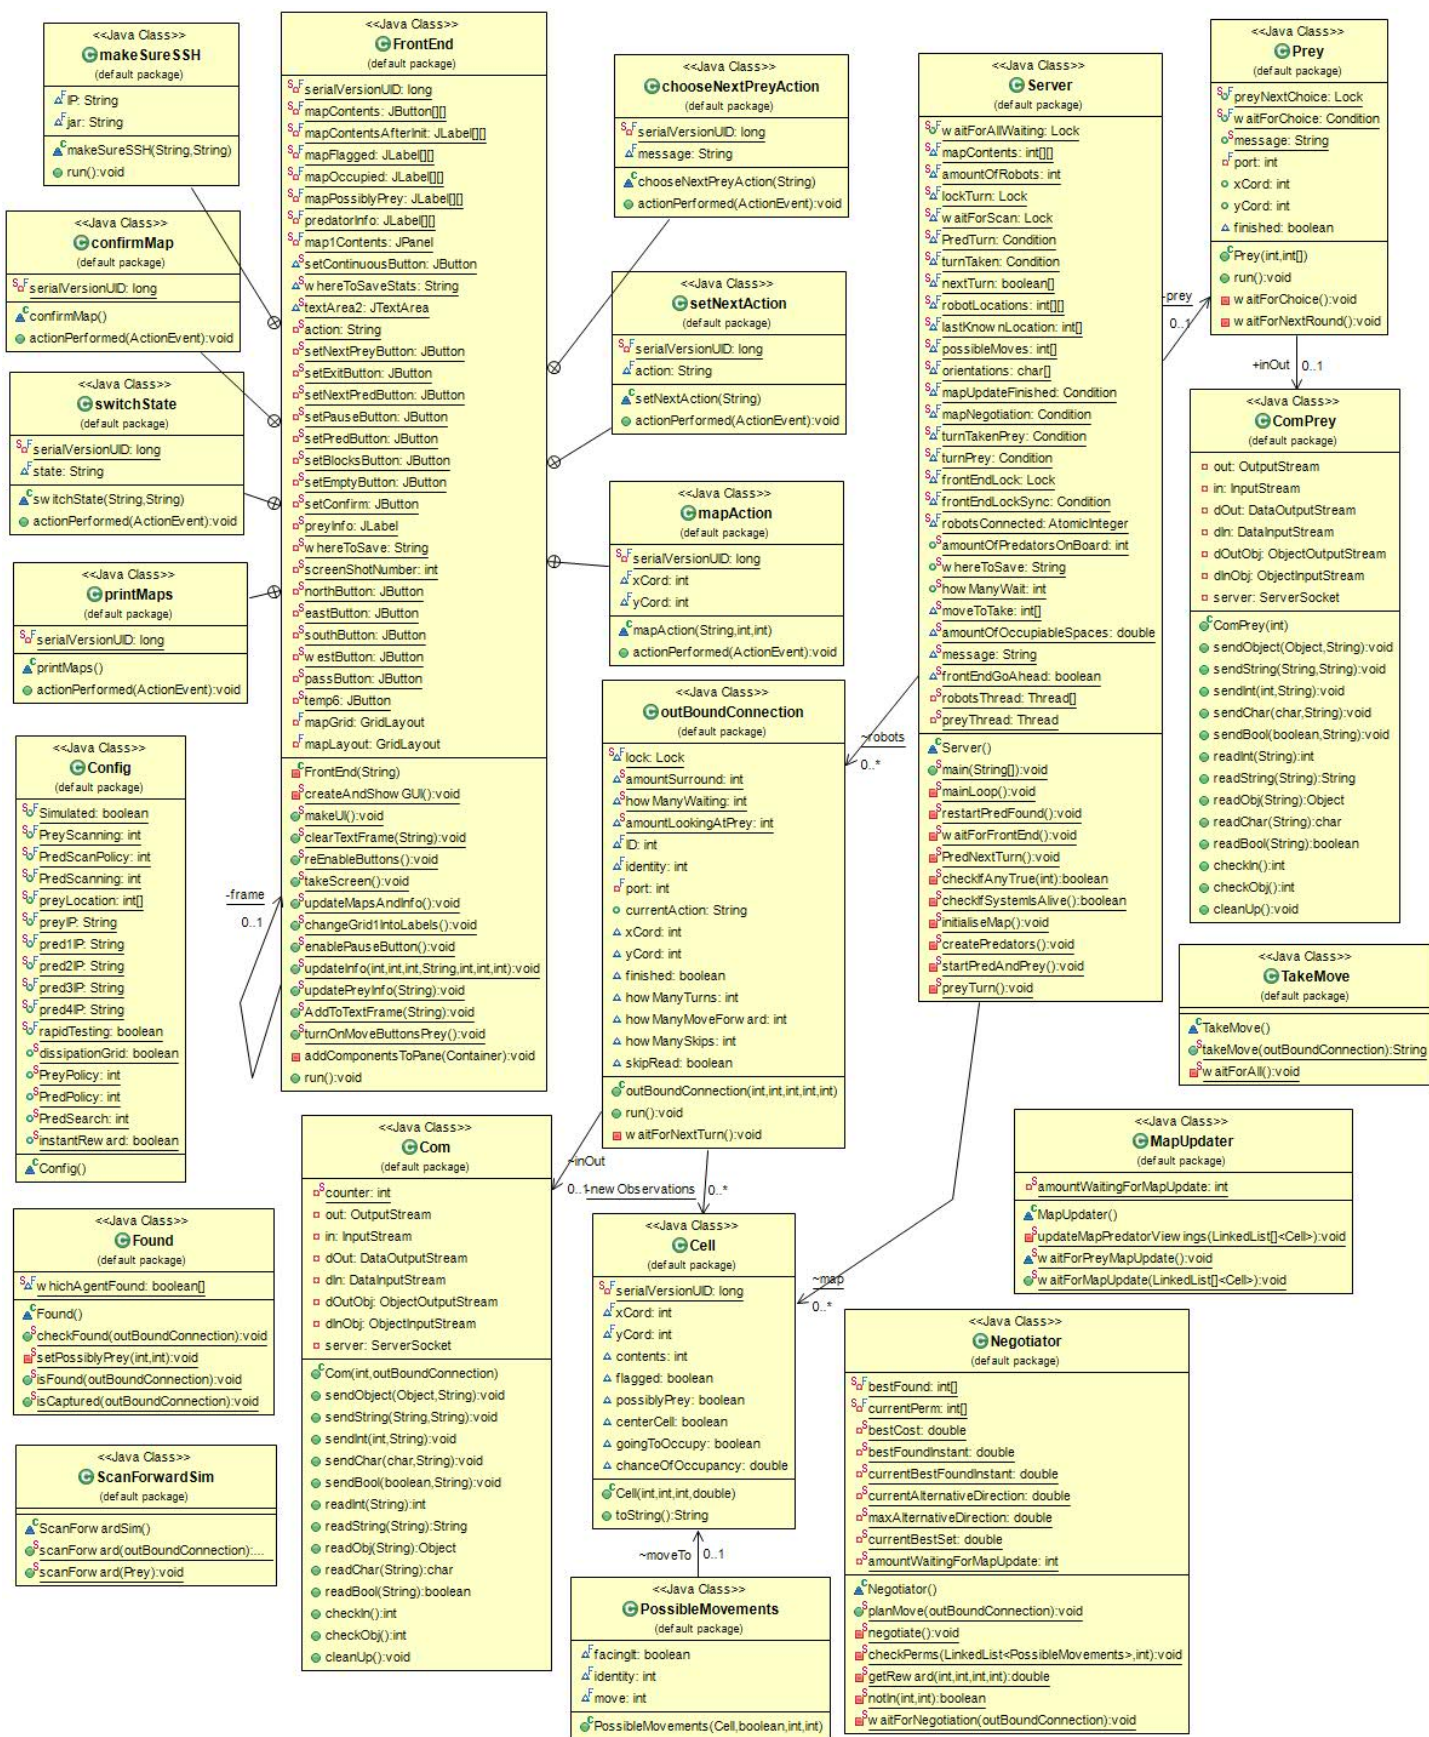 <<Java Class>>
makeSureSSH
(default package)
IP: String
jar: String
makeSureSSH(String,String)
run():void
<<Java Class>>
confirmMap
(default package)
serialVersionUID: long
confirmMap()
actionPerformed(ActionEvent):void
<<Java Class>>
switchState
(default package)
serialVersionUID: long
state: String
switchState(String,String)
actionPerformed(ActionEvent):void
<<Java Class>>
printMaps
(default package)
serialVersionUID: long
printMaps()
actionPerformed(ActionEvent):void
<<Java Class>>
Config
(default package)
Simulated: boolean
PreyScanning: int
PredScanPolicy: int
PredScanning: int
preyLocation: int[]
preyIP: String
pred1IP: String
pred2IP: String
pred3IP: String
pred4IP: String
rapidTesting: boolean
dissipationGrid: boolean
PreyPolicy: int
PredPolicy: int
PredSearch: int
instantReward: boolean
Config()
<<Java Class>>
Found
(default package)
whichAgentFound: boolean[]
Found()
checkFound(outBoundConnection):void
setPossiblyPrey(int,int):void
isFound(outBoundConnection):void
isCaptured(outBoundConnection):void
<<Java Class>>
ScanForwardSim
(default package)
ScanForwardSim()
scanForward(outBoundConnection):...
scanForward(Prey):void
<<Java Class>>
FrontEnd
(default package)
serialVersionUID: long
mapContents: JButton[][]
mapContentsAfterInit: JLabel[][]
mapFlagged: JLabel[][]
mapOccupied: JLabel[][]
mapPossiblyPrey: JLabel[][]
predatorInfo: JLabel[][]
map1Contents: JPanel
setContinuousButton: JButton
whereToSaveStats: String
textArea2: JTextArea
action: String
setNextPreyButton: JButton
setExitButton: JButton
setNextPredButton: JButton
setPauseButton: JButton
setPredButton: JButton
setBlocksButton: JButton
setEmptyButton: JButton
setConfirm: JButton
preyInfo: JLabel
whereToSave: String
screenShotNumber: int
northButton: JButton
eastButton: JButton
southButton: JButton
westButton: JButton
passButton: JButton
temp6: JButton
mapGrid: GridLayout
mapLayout: GridLayout
FrontEnd(String)
createAndShowGUI():void
makeUI():void
clearTextFrame(String):void
reEnableButtons():void
takeScreen():void
updateMapsAndInfo():void
changeGrid1IntoLabels():void
enablePauseButton():void
updateInfo(int,int,int,String,int,int,int):void
updatePreyInfo(String):void
AddToTextFrame(String):void
turnOnMoveButtonsPrey():void
addComponentsToPane(Container):void
run():void
-frame
0..1
<<Java Class>>
Com
(default package)
counter: int
out: OutputStream
in: InputStream
dOut: DataOutputStream
dIn: DataInputStream
dOutObj: ObjectOutputStream
dInObj: ObjectInputStream
server: ServerSocket
Com(int,outBoundConnection)
sendObject(Object,String):void
sendString(String,String):void
sendInt(int,String):void
sendChar(char,String):void
sendBool(boolean,String):void
readInt(String):int
readString(String):String
readObj(String):Object
readChar(String):char
readBool(String):boolean
checkIn():int
checkObj():int
cleanUp():void
<<Java Class>>
chooseNextPreyAction
(default package)
serialVersionUID: long
message: String
chooseNextPreyAction(String)
actionPerformed(ActionEvent):void
<<Java Class>>
setNextAction
(default package)
serialVersionUID: long
action: String
setNextAction(String)
actionPerformed(ActionEvent):void
<<Java Class>>
mapAction
(default package)
serialVersionUID: long
xCord: int
yCord: int
mapAction(String,int,int)
actionPerformed(ActionEvent):void
<<Java Class>>
outBoundConnection
(default package)
lock: Lock
amountSurround: int
howManyWaiting: int
amountLookingAtPrey: int
ID: int
identity: int
port: int
currentAction: String
xCord: int
yCord: int
finished: boolean
howManyTurns: int
howManyMoveForward: int
howManySkips: int
skipRead: boolean
outBoundConnection(int,int,int,int,int)
run():void
waitForNextTurn():void
~inOut
0..1
-newObservations
0..*
<<Java Class>>
Cell
(default package)
serialVersionUID: long
xCord: int
yCord: int
contents: int
flagged: boolean
possiblyPrey: boolean
centerCell: boolean
goingToOccupy: boolean
chanceOfOccupancy: double
Cell(int,int,int,double)
toString():String
~moveTo
0..1
<<Java Class>>
PossibleMovements
(default package)
facingIt: boolean
identity: int
move: int
PossibleMovements(Cell,boolean,int,int)
<<Java Class>>
Server
(default package)
waitForAllWaiting: Lock
mapContents: int[][]
amountOfRobots: int
lockTurn: Lock
waitForScan: Lock
PredTurn: Condition
turnTaken: Condition
nextTurn: boolean[]
robotLocations: int[][]
lastKnownLocation: int[]
possibleMoves: int[]
orientations: char[]
mapUpdateFinished: Condition
mapNegotiation: Condition
turnTakenPrey: Condition
turnPrey: Condition
frontEndLock: Lock
frontEndLockSync: Condition
robotsConnected: AtomicInteger
amountOfPredatorsOnBoard: int
whereToSave: String
howManyWait: int
moveToTake: int[]
amountOfOccupiableSpaces: double
message: String
frontEndGoAhead: boolean
robotsThread: Thread[]
preyThread: Thread
Server()
main(String[]):void
mainLoop():void
restartPredFound():void
waitForFrontEnd():void
PredNextTurn():void
checkIfAnyTrue(int):boolean
checkIfSystemIsAlive():boolean
initialiseMap():void
createPredators():void
startPredAndPrey():void
preyTurn():void
~robots
0..*
-prey
0..1
~map
0..*
<<Java Class>>
Prey
(default package)
preyNextChoice: Lock
waitForChoice: Condition
message: String
port: int
xCord: int
yCord: int
finished: boolean
Prey(int,int[])
run():void
waitForChoice():void
waitForNextRound():void
+inOut
0..1
<<Java Class>>
ComPrey
(default package)
out: OutputStream
in: InputStream
dOut: DataOutputStream
dIn: DataInputStream
dOutObj: ObjectOutputStream
dInObj: ObjectInputStream
server: ServerSocket
ComPrey(int)
sendObject(Object,String):void
sendString(String,String):void
sendInt(int,String):void
sendChar(char,String):void
sendBool(boolean,String):void
readInt(String):int
readString(String):String
readObj(String):Object
readChar(String):char
readBool(String):boolean
checkIn():int
checkObj():int
cleanUp():void
<<Java Class>>
TakeMove
(default package)
TakeMove()
takeMove(outBoundConnection):String
waitForAll():void
<<Java Class>>
MapUpdater
(default package)
amountWaitingForMapUpdate: int
MapUpdater()
updateMapPredatorViewings(LinkedList[]<Cell>):void
waitForPreyMapUpdate():void
waitForMapUpdate(LinkedList[]<Cell>):void
<<Java Class>>
Negotiator
(default package)
bestFound: int[]
currentPerm: int[]
bestCost: double
bestFoundInstant: double
currentBestFoundInstant: double
currentAlternativeDirection: double
maxAlternativeDirection: double
currentBestSet: double
amountWaitingForMapUpdate: int
Negotiator()
planMove(outBoundConnection):void
negotiate():void
checkPerms(LinkedList<PossibleMovements>,int):void
getReward(int,int,int,int):double
notIn(int,int):boolean
waitForNegotiation(outBoundConnection):void